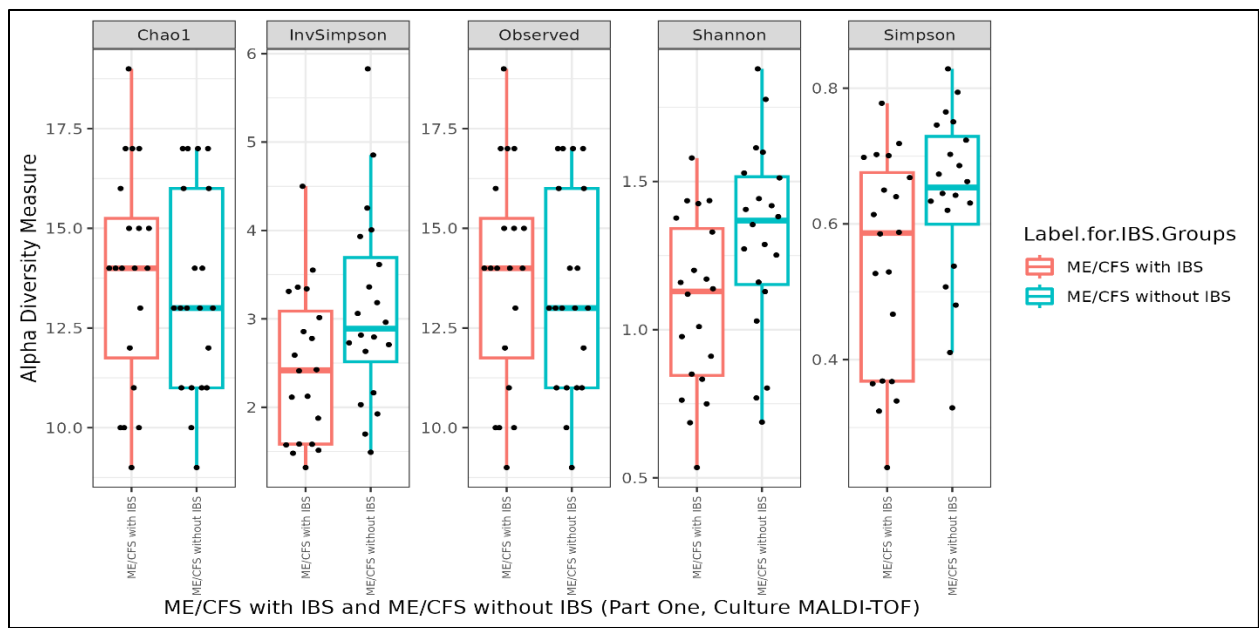 Chao1
InvSimpson
Observed
Shannon
Simpson
Alpha Diversity Measure
17.5
15.0
12.5
10.0
6
5
4
3
2
17.5
15.0
12.5
10.0
1.5
1.0
0.5
0.8
0.6
0.4
ME/CFS with IBS
ME/CFS without IBS
ME/CFS with IBS
ME/CFS without IBS
ME/CFS with IBS
ME/CFS without IBS
ME/CFS with IBS
ME/CFS without IBS
ME/CFS with IBS
ME/CFS without IBS
ME/CFS with IBS and ME/CFS without IBS (Part One, Culture MALDI-TOF)
Label.for.IBS.Groups
ME/CFS with IBS
ME/CFS without IBS